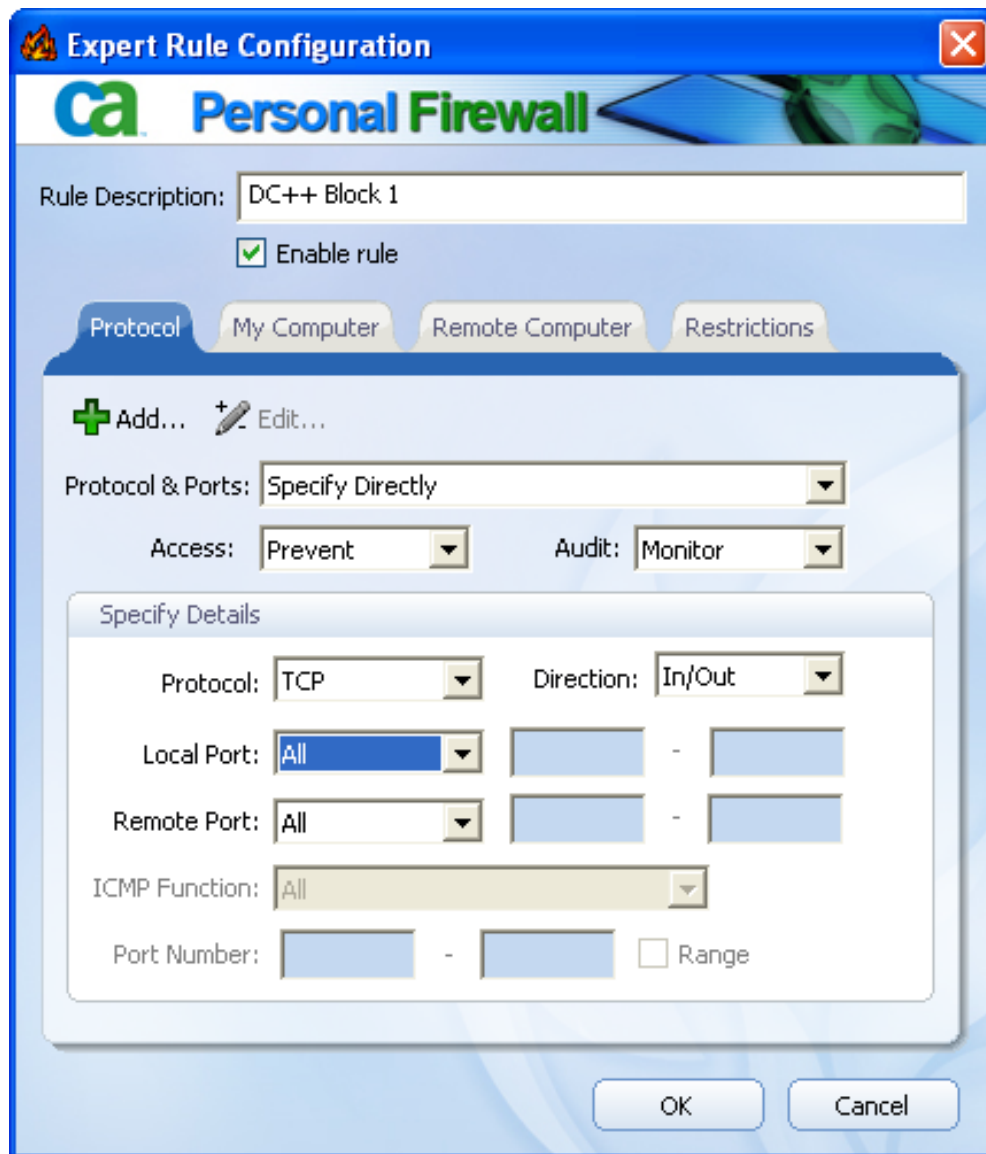 Expert Rule Configuration
ca Personal Firewall
Rule Description: DC++ Block 1
Enable rule
Protocol My Computer Remote Computer Restrictions
Add... Edit...
Protocol & Ports: Specify Directly
Access: Prevent Audit: Monitor
Specify Details
Protocol: TCP Direction: In/Out
Local Port: All -
Remote Port: All -
ICMP Function: All
Port Number: - Range
OK Cancel